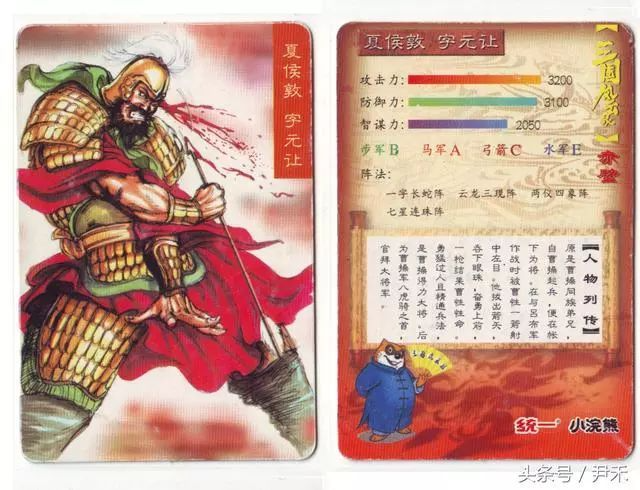 夏侯敦 字元让
夏侯敦 字元让
攻击力: 3200
防御力: 3100
智谋力: 2050
步军B 马军A 弓箭C 水军E
阵法:
一字长蛇阵 云龙三现阵 两仪四象阵
七星连珠阵
【三国风云】赤壁
【人物列传】
原是曹操同族弟兄,
自曹操起兵,便在帐
下为将。在与吕布军
作战时被曹性一箭射
中左目。他拔出箭矢
吞下眼珠,奋勇上前,
一枪结果曹性性命。
勇猛过人且精通兵法,
是曹操得力大将。后
为曹操军八虎骑之首,
官拜大将军。
统一 小浣熊
头条号 / 尹禾